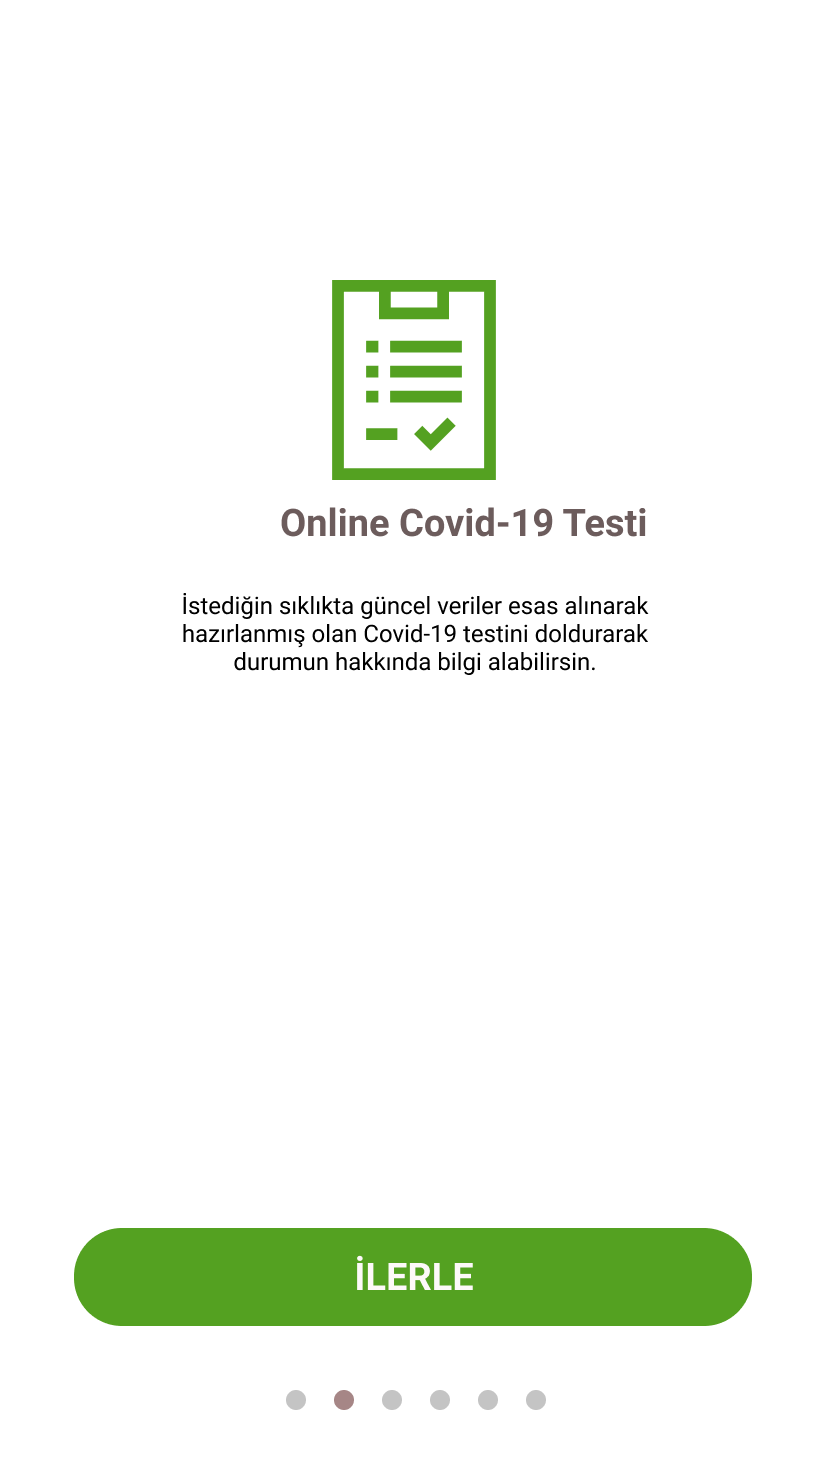 Online Covid-19 Testi
İstediğin sıklıkta güncel veriler esas alınarak
hazırlanmış olan Covid-19 testini doldurarak
durumun hakkında bilgi alabilirsin.
İLERLE